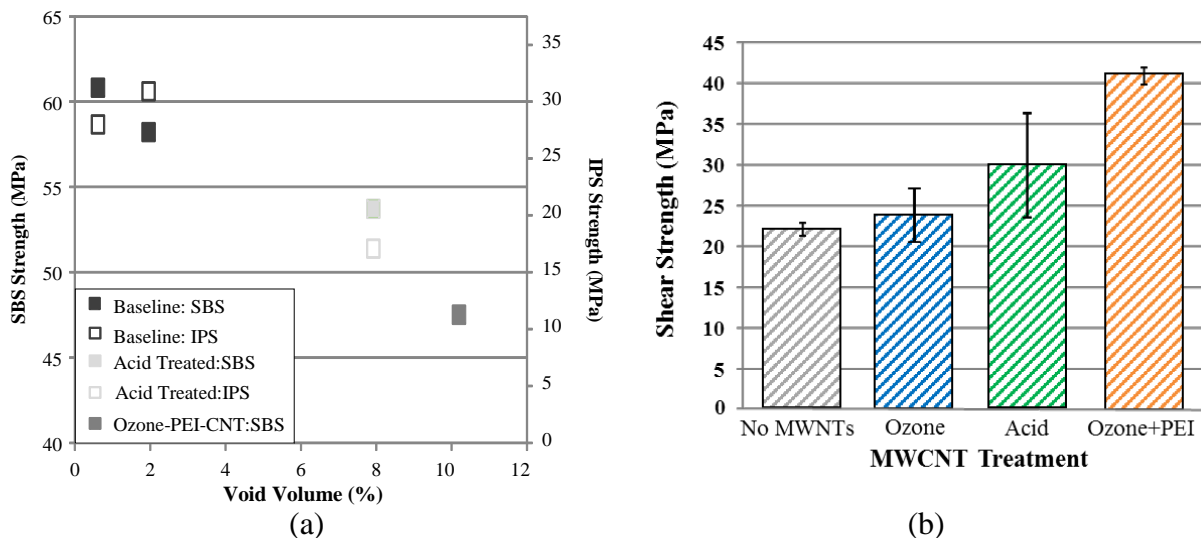 65
60
55
50
45
40
SBS Strength (MPa)
35
30
25
20
15
10
5
0
IPS Strength (MPa)
Baseline: SBS
Baseline: IPS
Acid Treated:SBS
Acid Treated:IPS
Ozone-PEI-CNT:SBS
0 2 4 6 8 10 12
Void Volume (%)
(a)
45
40
35
30
25
20
15
10
5
0
Shear Strength (MPa)
No MWNTs Ozone Acid Ozone+PEI
MWCNT Treatment
(b)